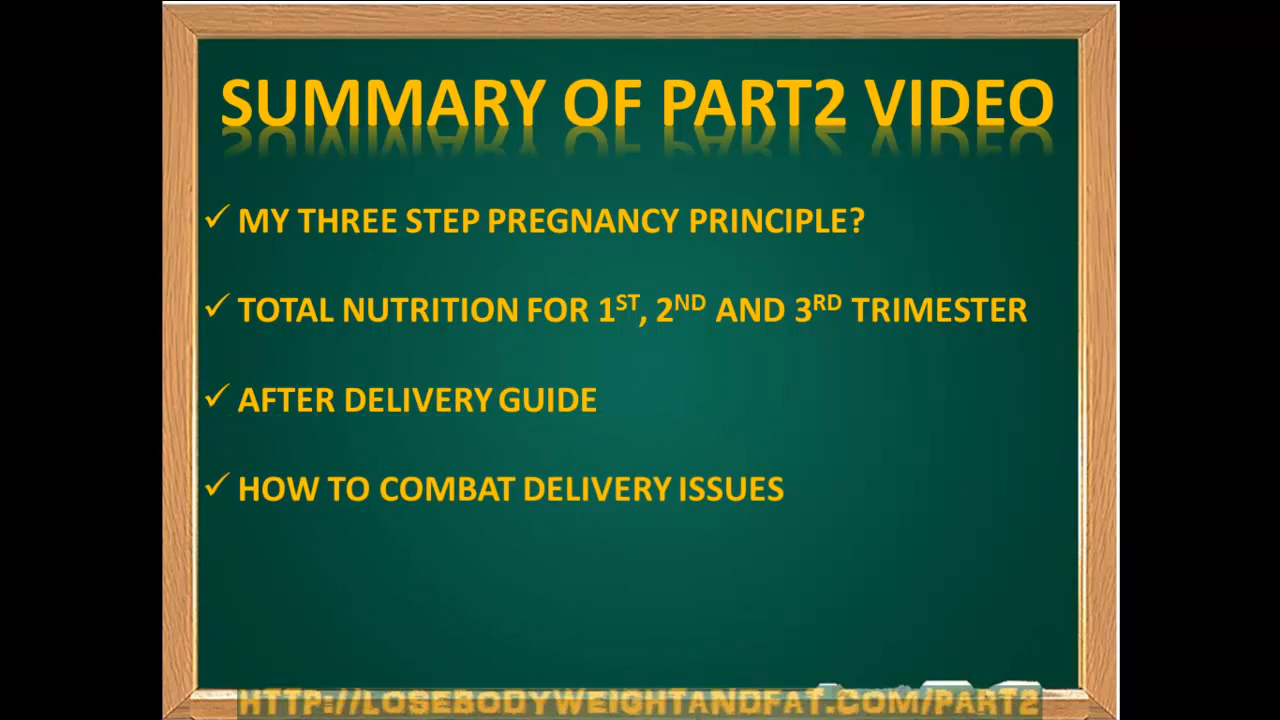 SUMMARY OF PART2 VIDEO
✓ MY THREE STEP PREGNANCY PRINCIPLE?
✓ TOTAL NUTRITION FOR 1ST, 2ND AND 3RD TRIMESTER
✓ AFTER DELIVERY GUIDE
✓ HOW TO COMBAT DELIVERY ISSUES
HTTP://LOSEBODYWEIGHTANDFAT.COM/PART2